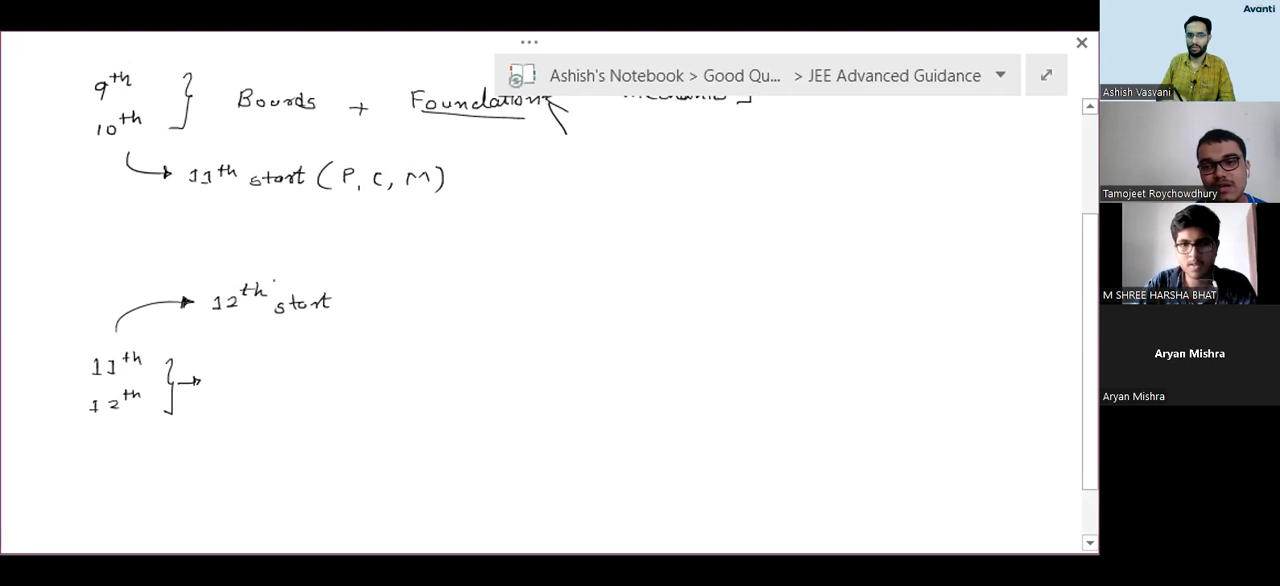 Avanti
...
Ashish's Notebook > Good Qu... > JEE Advanced Guidance
Ashish Vasvani
9th
10th
Boards + Foundation
11th start (P, C, M)
Tamojeet Roychowdhury
12th start
M SHREE HARSHA BHAT
11th
12th
Aryan Mishra
Aryan Mishra